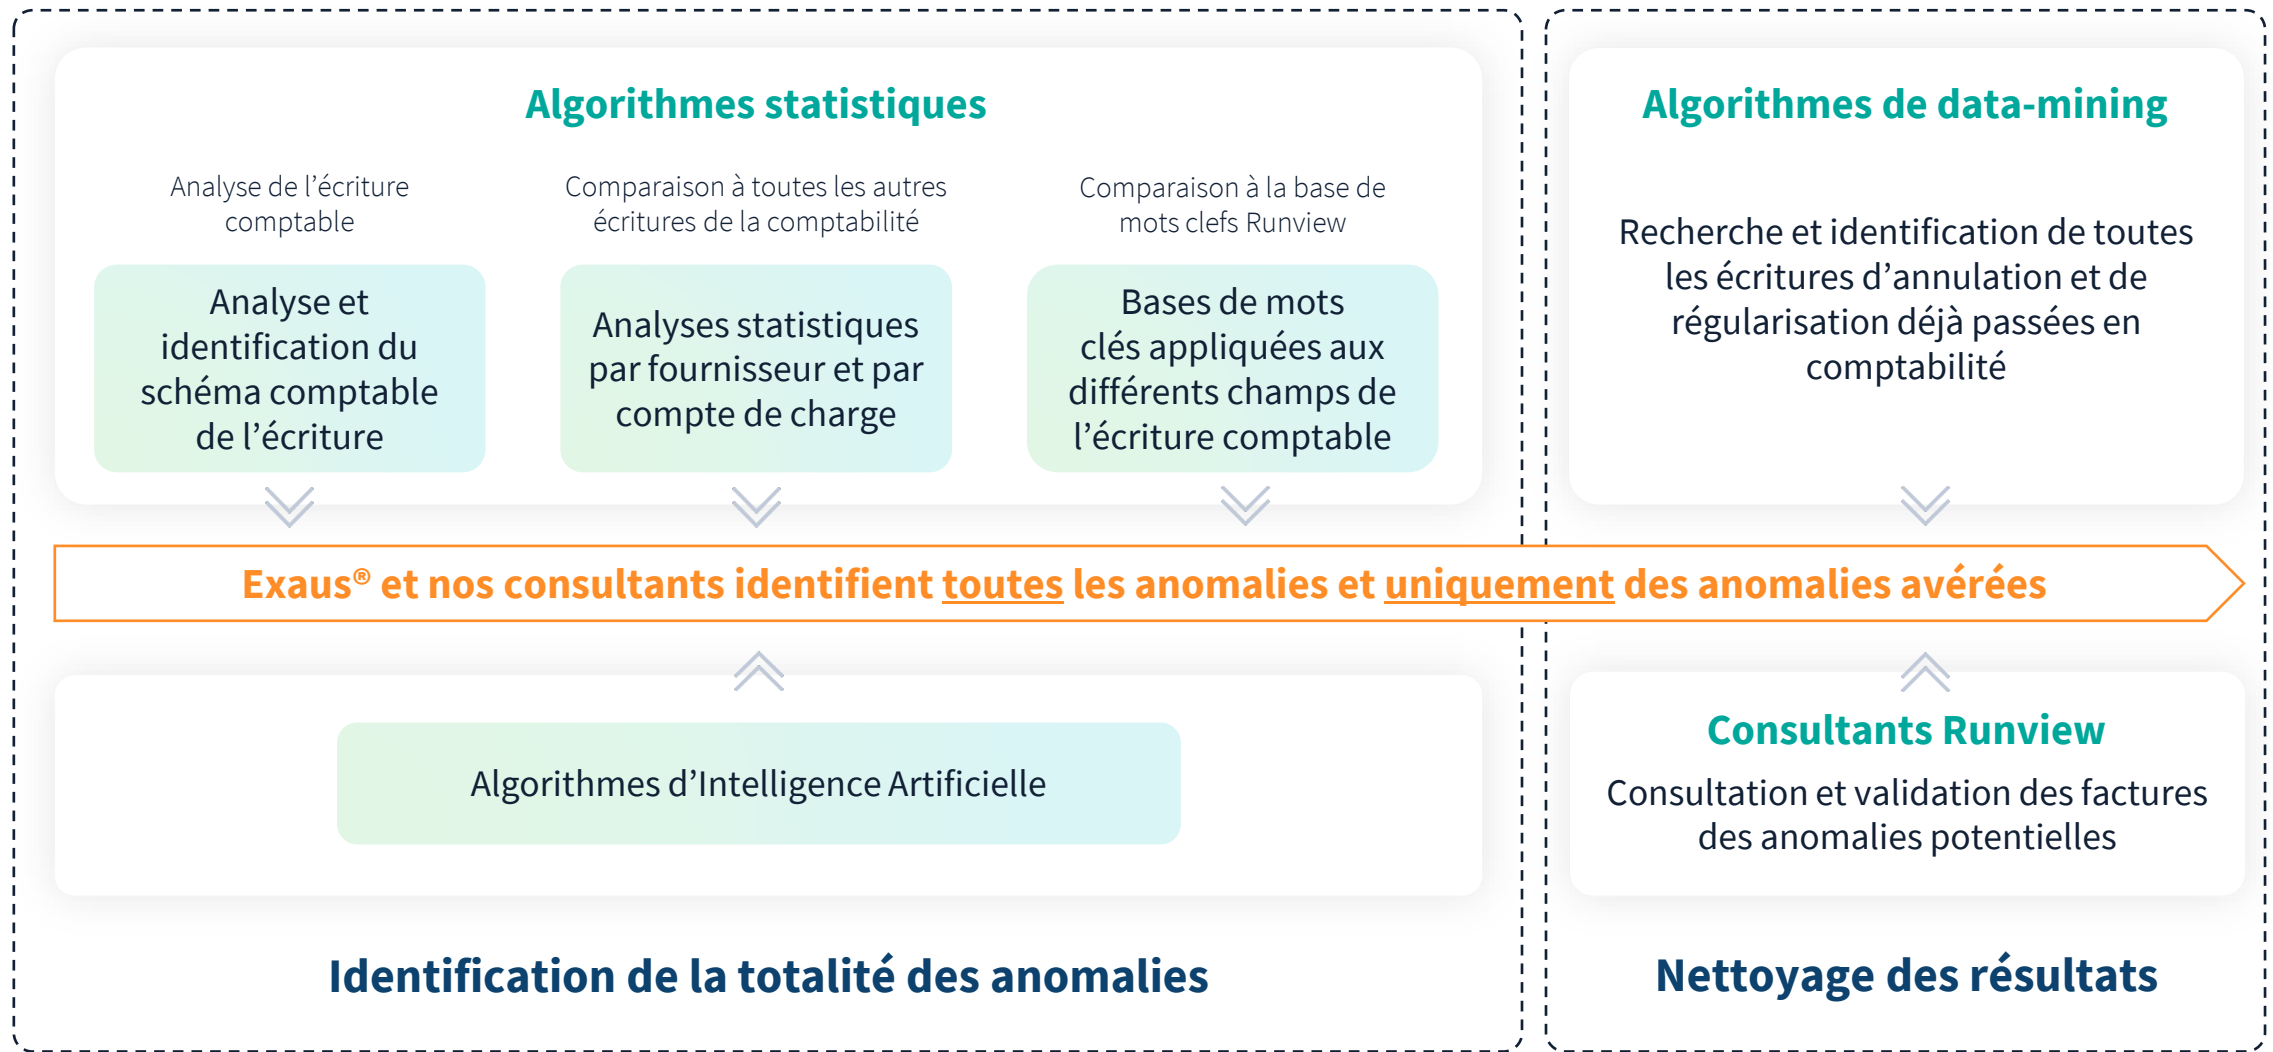 Algorithmes statistiques
Analyse de l’écriture
comptable
Analyse et
identification du
schéma comptable
de l’écriture
Comparaison à toutes les autres
écritures de la comptabilité
Analyses statistiques
par fournisseur et par
compte de charge
Comparaison à la base de
mots clefs Runview
Bases de mots
clés appliquées aux
différents champs de
l’écriture comptable
Algorithmes de data-mining
Recherche et identification de toutes
les écritures d’annulation et de
régularisation déjà passées en
comptabilité
Exaus® et nos consultants identifient toutes les anomalies et uniquement des anomalies avérées
Algorithmes d’Intelligence Artificielle
Consultants Runview
Consultation et validation des factures
des anomalies potentielles
Identification de la totalité des anomalies
Nettoyage des résultats